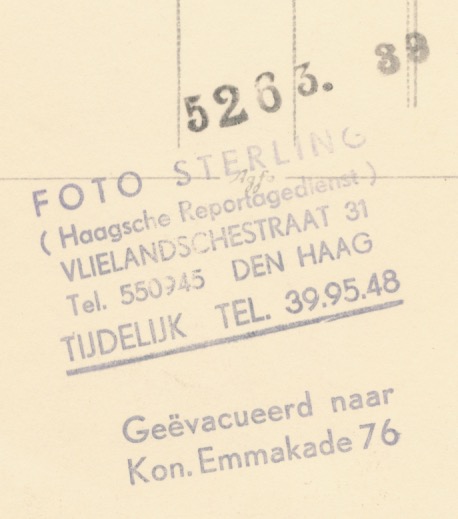 5263. 39
FOTO STERLING
(Haagsche Reportagedienst)
VLIELANDSCHESTRAAT 31
Tel. 550945 DEN HAAG
TIJDELIJK TEL. 39.95.48
Geëvacueerd naar
Kon. Emmakade 76